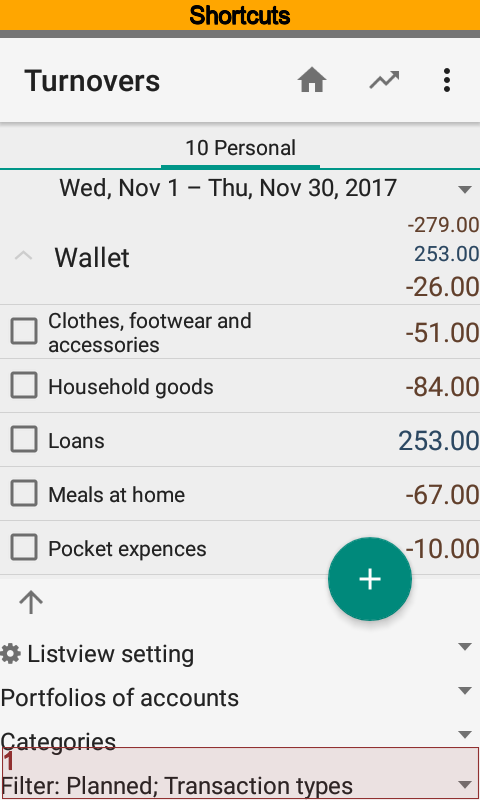 Shortcuts
Turnovers
10 Personal
Wed, Nov 1 – Thu, Nov 30, 2017
-279.00
253.00
Wallet
-26.00
Clothes, footwear and
accessories
-51.00
Household goods
-84.00
Loans
253.00
Meals at home
-67.00
Pocket expences
-10.00
+
Listview setting
Portfolios of accounts
Categories
1
Filter: Planned; Transaction types